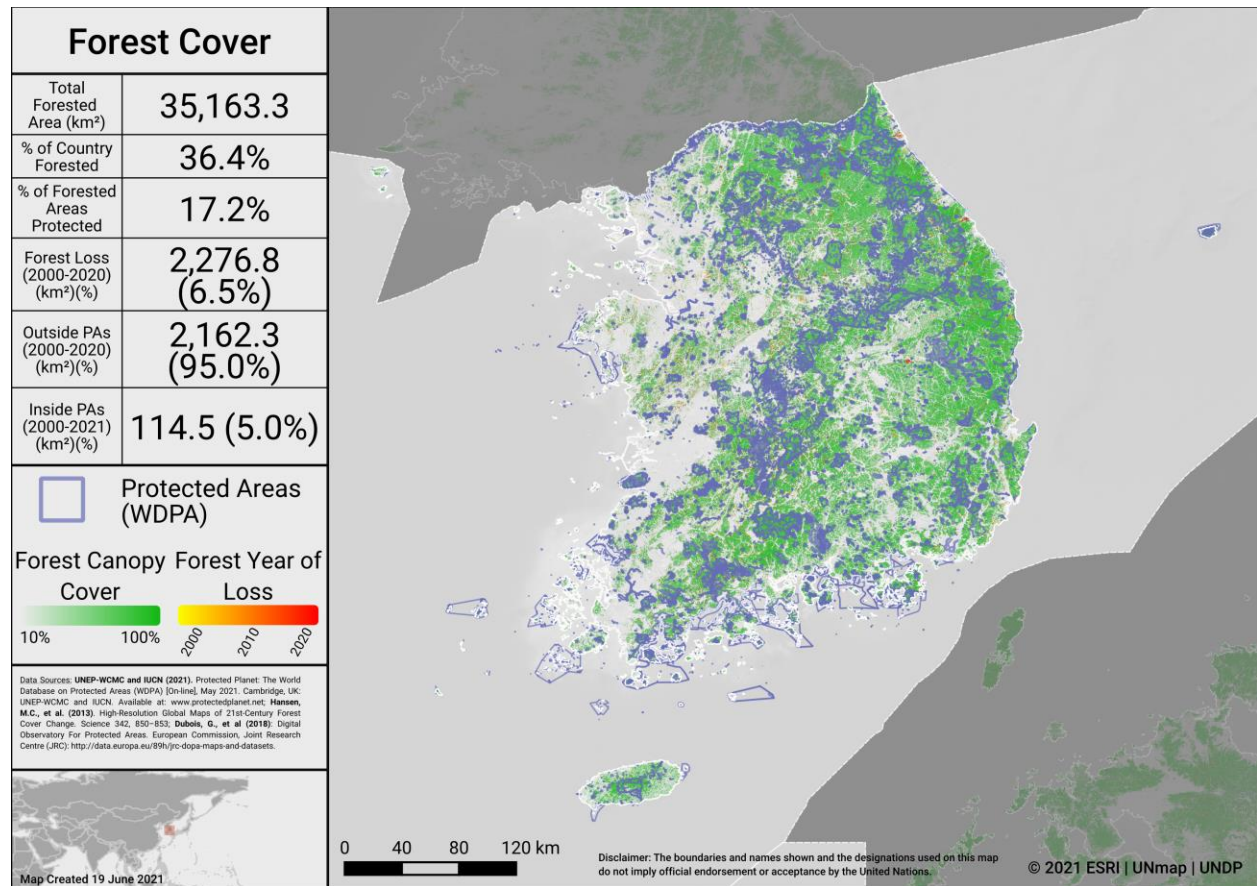 Forest Cover
Total
Forested
Area (km²)
35,163.3
% of Country
Forested
36.4%
% of Forested
Areas
Protected
17.2%
Forest Loss
(2000-2020)
(km²)(%)
2,276.8
(6.5%)
Outside PAs
(2000-2020)
(km²)(%)
2,162.3
(95.0%)
Inside PAs
(2000-2021)
(km²)(%)
114.5 (5.0%)
Protected Areas
(WDPA)
Forest Canopy
Cover
10%
100%
Forest Year of
Loss
2000
2010
2020
Data Sources: UNEP-WCMC and IUCN (2021). Protected Planet: The World
Database on Protected Areas (WDPA) [On-line], May 2021. Cambridge, UK:
UNEP-WCMC and IUCN. Available at: www.protectedplanet.net; Hansen,
M.C., et al. (2013). High-Resolution Global Maps of 21st-Century Forest
Cover Change. Science 342, 850–853; Dubois, G., et al (2018): Digital
Observatory For Protected Areas. European Commission, Joint Research
Centre (JRC): http://data.europa.eu/89h/jrc-dopa-maps-and-datasets.
Map Created 19 June 2021
0 40 80 120 km
Disclaimer: The boundaries and names shown and the designations used on this map
do not imply official endorsement or acceptance by the United Nations.
© 2021 ESRI | UNmap | UNDP